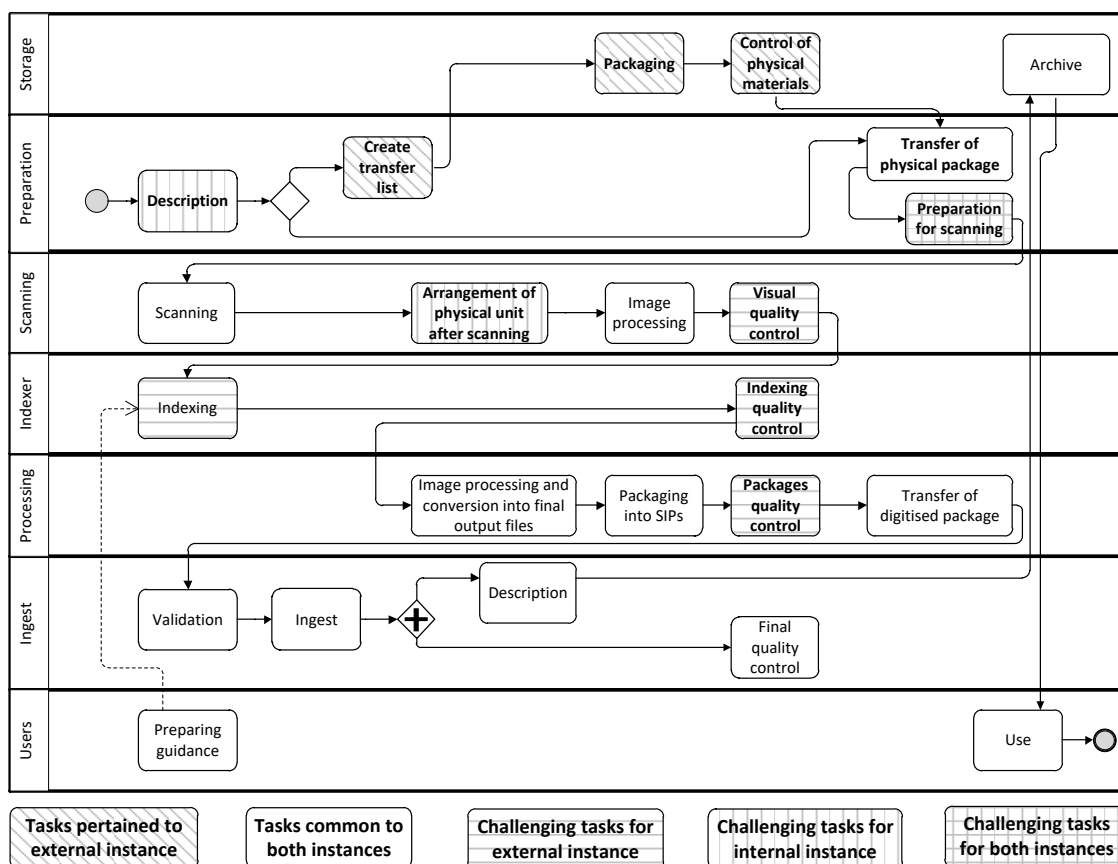 Storage
Packaging
Control of
physical
materials
Archive
Preparation
Description
Create
transfer
list
Transfer of
physical package
Preparation
for scanning
Scanning
Scanning
Arrangement of
physical unit
after scanning
Image
processing
Visual
quality
control
Indexer
Indexing
Indexing
quality
control
Processing
Image processing and
conversion into final
output files
Packaging
into SIPs
Packages
quality
control
Transfer of
digitised package
Ingest
Validation
Ingest
Description
Final
quality
control
Users
Preparing
guidance
Use
Tasks pertained to
external instance
Tasks common to
both instances
Challenging tasks for
external instance
Challenging tasks for
internal instance
Challenging tasks
for both instances